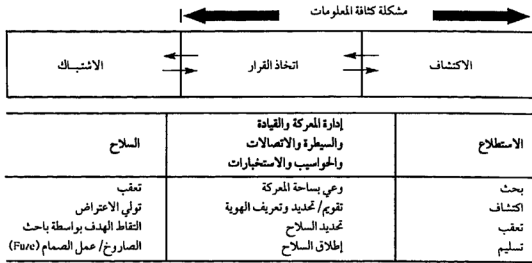 مشكلة كثافة المعلومات
الاكتشاف
اتخاذ القرار
الاشتباك
الاستطلاع
إدارة المعركة والقيادة
والسيطرة والاتصالات
والحواسيب والاستخبارات
السلاح
بحث
اكتشاف
تعقب
تسليم
وعي بساحة المعركة
تقويم/ تحديد وتعريف الهوية
تحديد السلاح
إطلاق السلاح
تعقب
تولي الاعتراض
التقاط الهدف بواسطة باحث
الصاروخ/ عمل الصمام (Fuze)